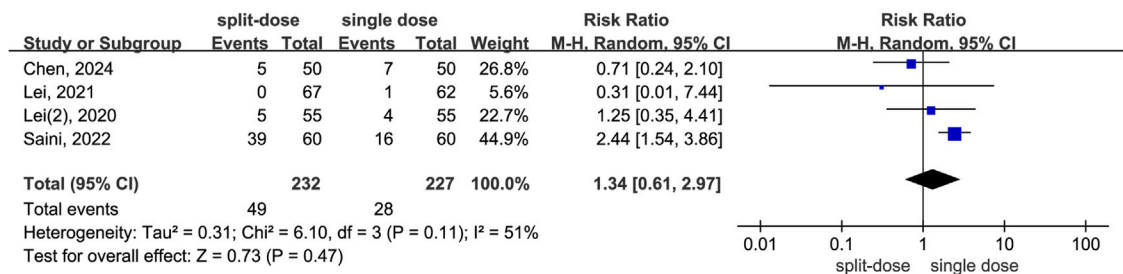 split-dose single dose Risk Ratio Risk Ratio
Study or Subgroup Events Total Events Total Weight M-H, Random, 95% CI M-H, Random, 95% CI
Chen, 2024 5 50 7 50 26.8% 0.71 [0.24, 2.10]
Lei, 2021 0 67 1 62 5.6% 0.31 [0.01, 7.44]
Lei(2), 2020 5 55 4 55 22.7% 1.25 [0.35, 4.41]
Saini, 2022 39 60 16 60 44.9% 2.44 [1.54, 3.86]
Total (95% CI) 232 227 100.0% 1.34 [0.61, 2.97]
Total events 49 28
Heterogeneity: Tau² = 0.31; Chi² = 6.10, df = 3 (P = 0.11); I² = 51%
Test for overall effect: Z = 0.73 (P = 0.47)
0.01 0.1 1 10 100
split-dose single dose